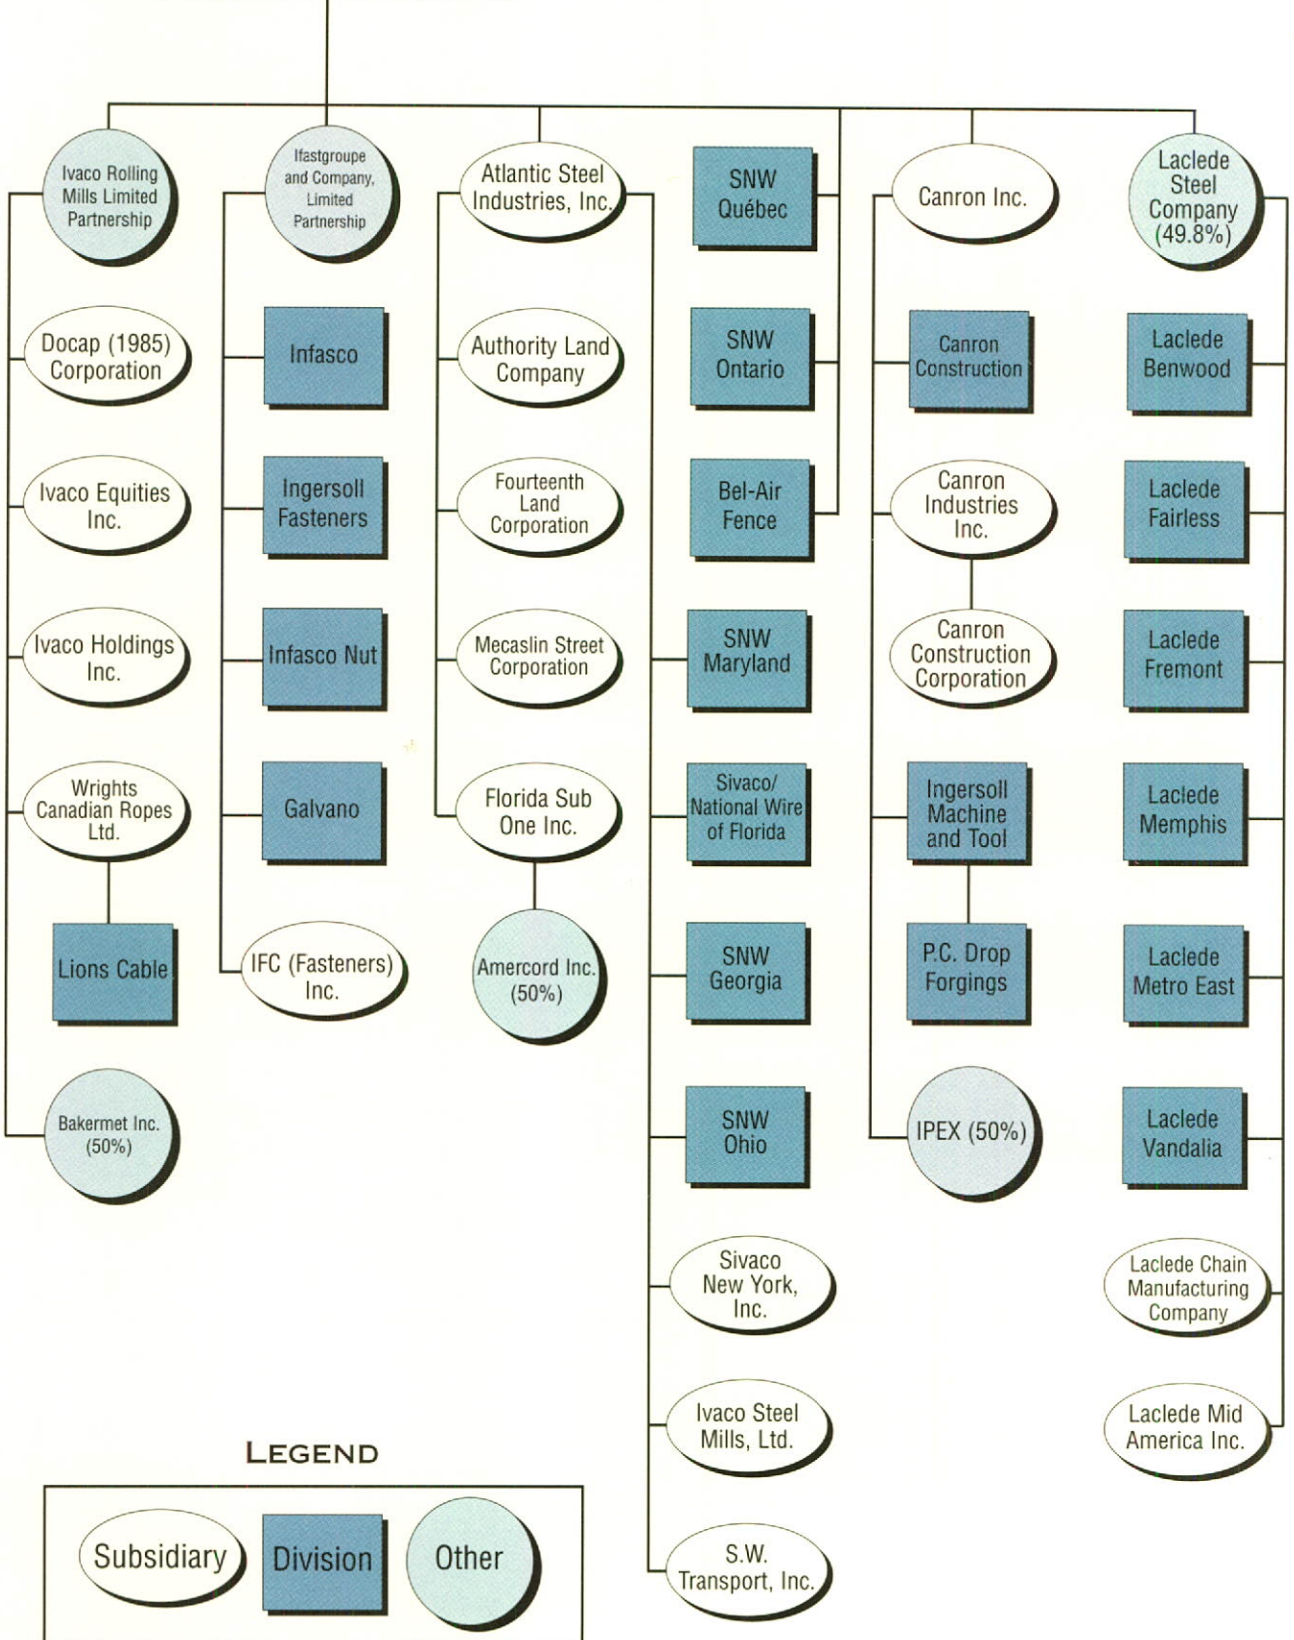 Ivaco Rolling
Mills Limited
Partnership
Docap (1985)
Corporation
Ivaco Equities
Inc.
Ivaco Holdings
Inc.
Wrights
Canadian Ropes
Ltd.
Lions Cable
Bakermet Inc.
(50%)
Ifastgroupe
and Company,
Limited
Partnership
Infasco
Ingersoll
Fasteners
Infasco Nut
Galvano
IFC (Fasteners)
Inc.
Atlantic Steel
Industries, Inc.
Authority Land
Company
Fourteenth
Land
Corporation
Mecaslin Street
Corporation
Florida Sub
One Inc.
Amercord Inc.
(50%)
SNW
Québec
SNW
Ontario
Bel-Air
Fence
SNW
Maryland
Sivaco/
National Wire
of Florida
SNW
Georgia
SNW
Ohio
Sivaco
New York,
Inc.
Ivaco Steel
Mills, Ltd.
S.W.
Transport, Inc.
Canron Inc.
Canron
Construction
Canron
Industries
Inc.
Canron
Construction
Corporation
Ingersoll
Machine
and Tool
P.C. Drop
Forgings
IPEX (50%)
Laclede
Steel
Company
(49.8%)
Laclede
Benwood
Laclede
Fairless
Laclede
Fremont
Laclede
Memphis
Laclede
Metro East
Laclede
Vandalia
Laclede Chain
Manufacturing
Company
Laclede Mid
America Inc.
LEGEND
Subsidiary
Division
Other